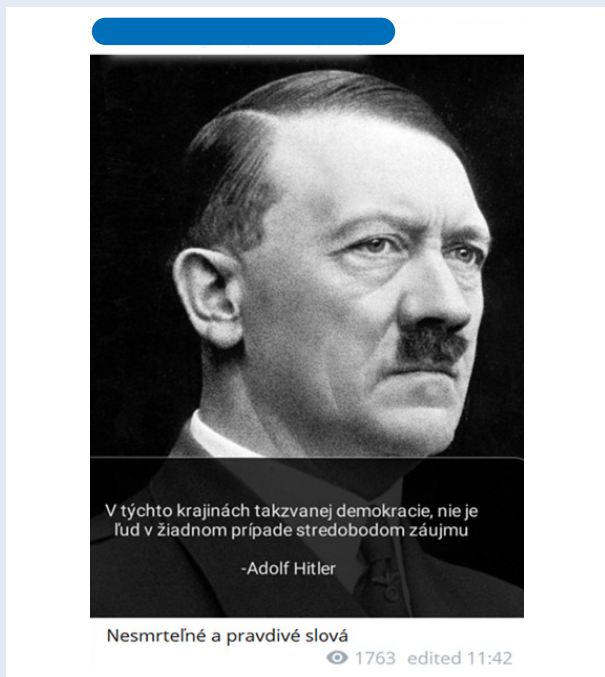 V týchto krajinách takzvanej demokracie, nie je
ľud v žiadnom prípade stredobodom záujmu
-Adolf Hitler
Nesmrteľné a pravdivé slová
1763 edited 11:42